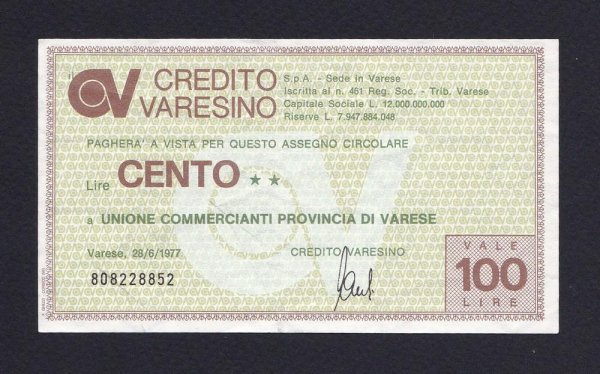 CREDITO
VARESINO
S.p.A. - Sede in Varese
Iscritta al n. 461 Reg. Soc. - Trib. Varese
Capitale Sociale L. 12.000.000.000
Riserve L. 7.947.884.048
PAGHERA' A VISTA PER QUESTO ASSEGNO CIRCOLARE
Lire CENTO ★★
a UNIONE COMMERCIANTI PROVINCIA DI VARESE
Varese, 28/6/1977 CREDITO VARESINO
808228852
VALE
100
LIRE